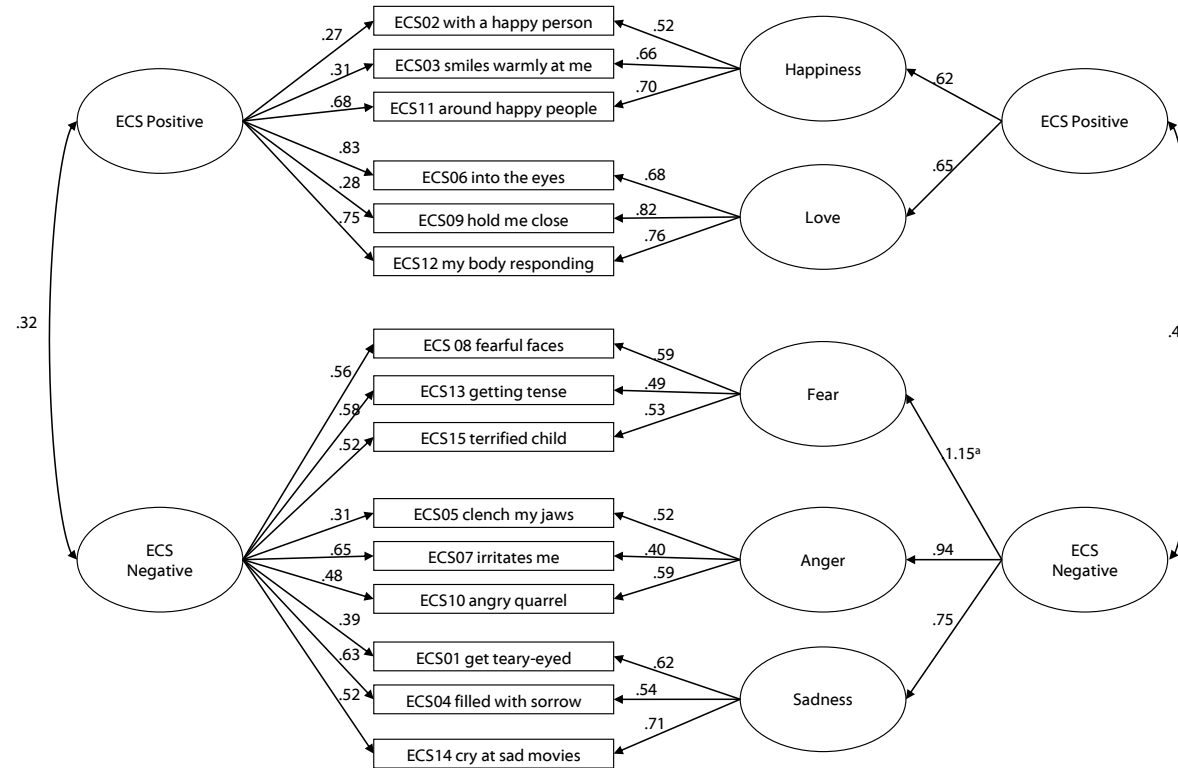 ECS Positive
.27
.31
.68
.83
.28
.75
ECS02 with a happy person
ECS03 smiles warmly at me
ECS11 around happy people
ECS06 into the eyes
ECS09 hold me close
ECS12 my body responding
.52
.66
.70
.68
.82
.76
Happiness
Love
.62
.65
ECS Positive
.32
ECS
Negative
.56
.58
.52
.31
.65
.48
.39
.63
.52
ECS 08 fearful faces
ECS13 getting tense
ECS15 terrified child
ECS05 clench my jaws
ECS07 irritates me
ECS10 angry quarrel
ECS01 get teary-eyed
ECS04 filled with sorrow
ECS14 cry at sad movies
.59
.49
.53
.52
.40
.59
.62
.54
.71
Fear
Anger
Sadness
1.15ª
.94
.75
ECS
Negative